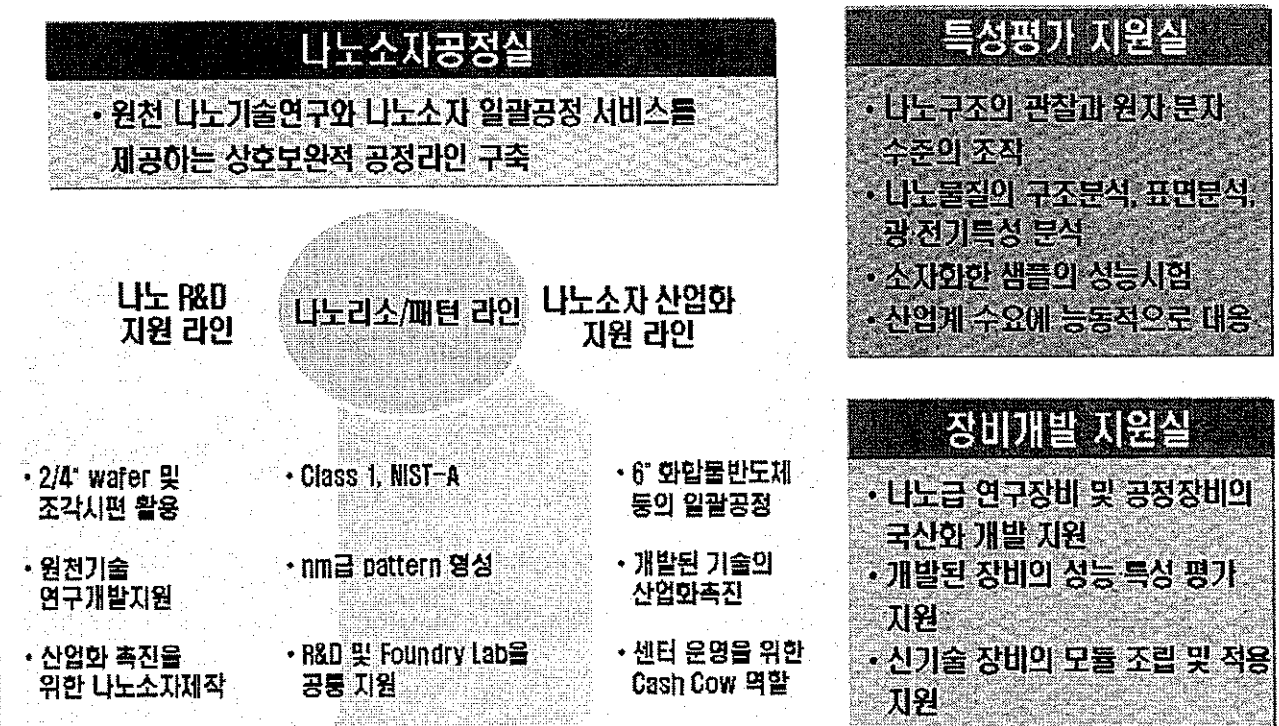 나노소자공정실
· 원천 나노기술연구와 나노소자 일괄공정 서비스를
제공하는 상호보완적 공정라인 구축
나노 R&D
지원 라인
나노리소/패턴 라인
나노소자 산업화
지원 라인
· 2/4" wafer 및
조각시편 활용
· 원천기술
연구개발지원
· 산업화 촉진을
위한 나노소자제작
· Class 1, NIST-A
· nm급 pattern 형성
· R&D 및 Foundry Lab을
공통 지원
· 6" 화합물반도체
등의 일괄공정
· 개발된 기술의
산업화촉진
· 센터 운영을 위한
Cash Cow 역할
특성평가 지원실
· 나노구조의 관찰과 원자 분자
수준의 조작
· 나노물질의 구조분석, 표면분석,
광·전기특성 분석
· 소자화한 샘플의 성능시험
· 산업계 수요에 능동적으로 대응
장비개발 지원실
· 나노급 연구장비 및 공정장비의
국산화 개발 지원
· 개발된 장비의 성능·특성 평가
지원
· 신기술 장비의 모듈 조립 및 적용
지원